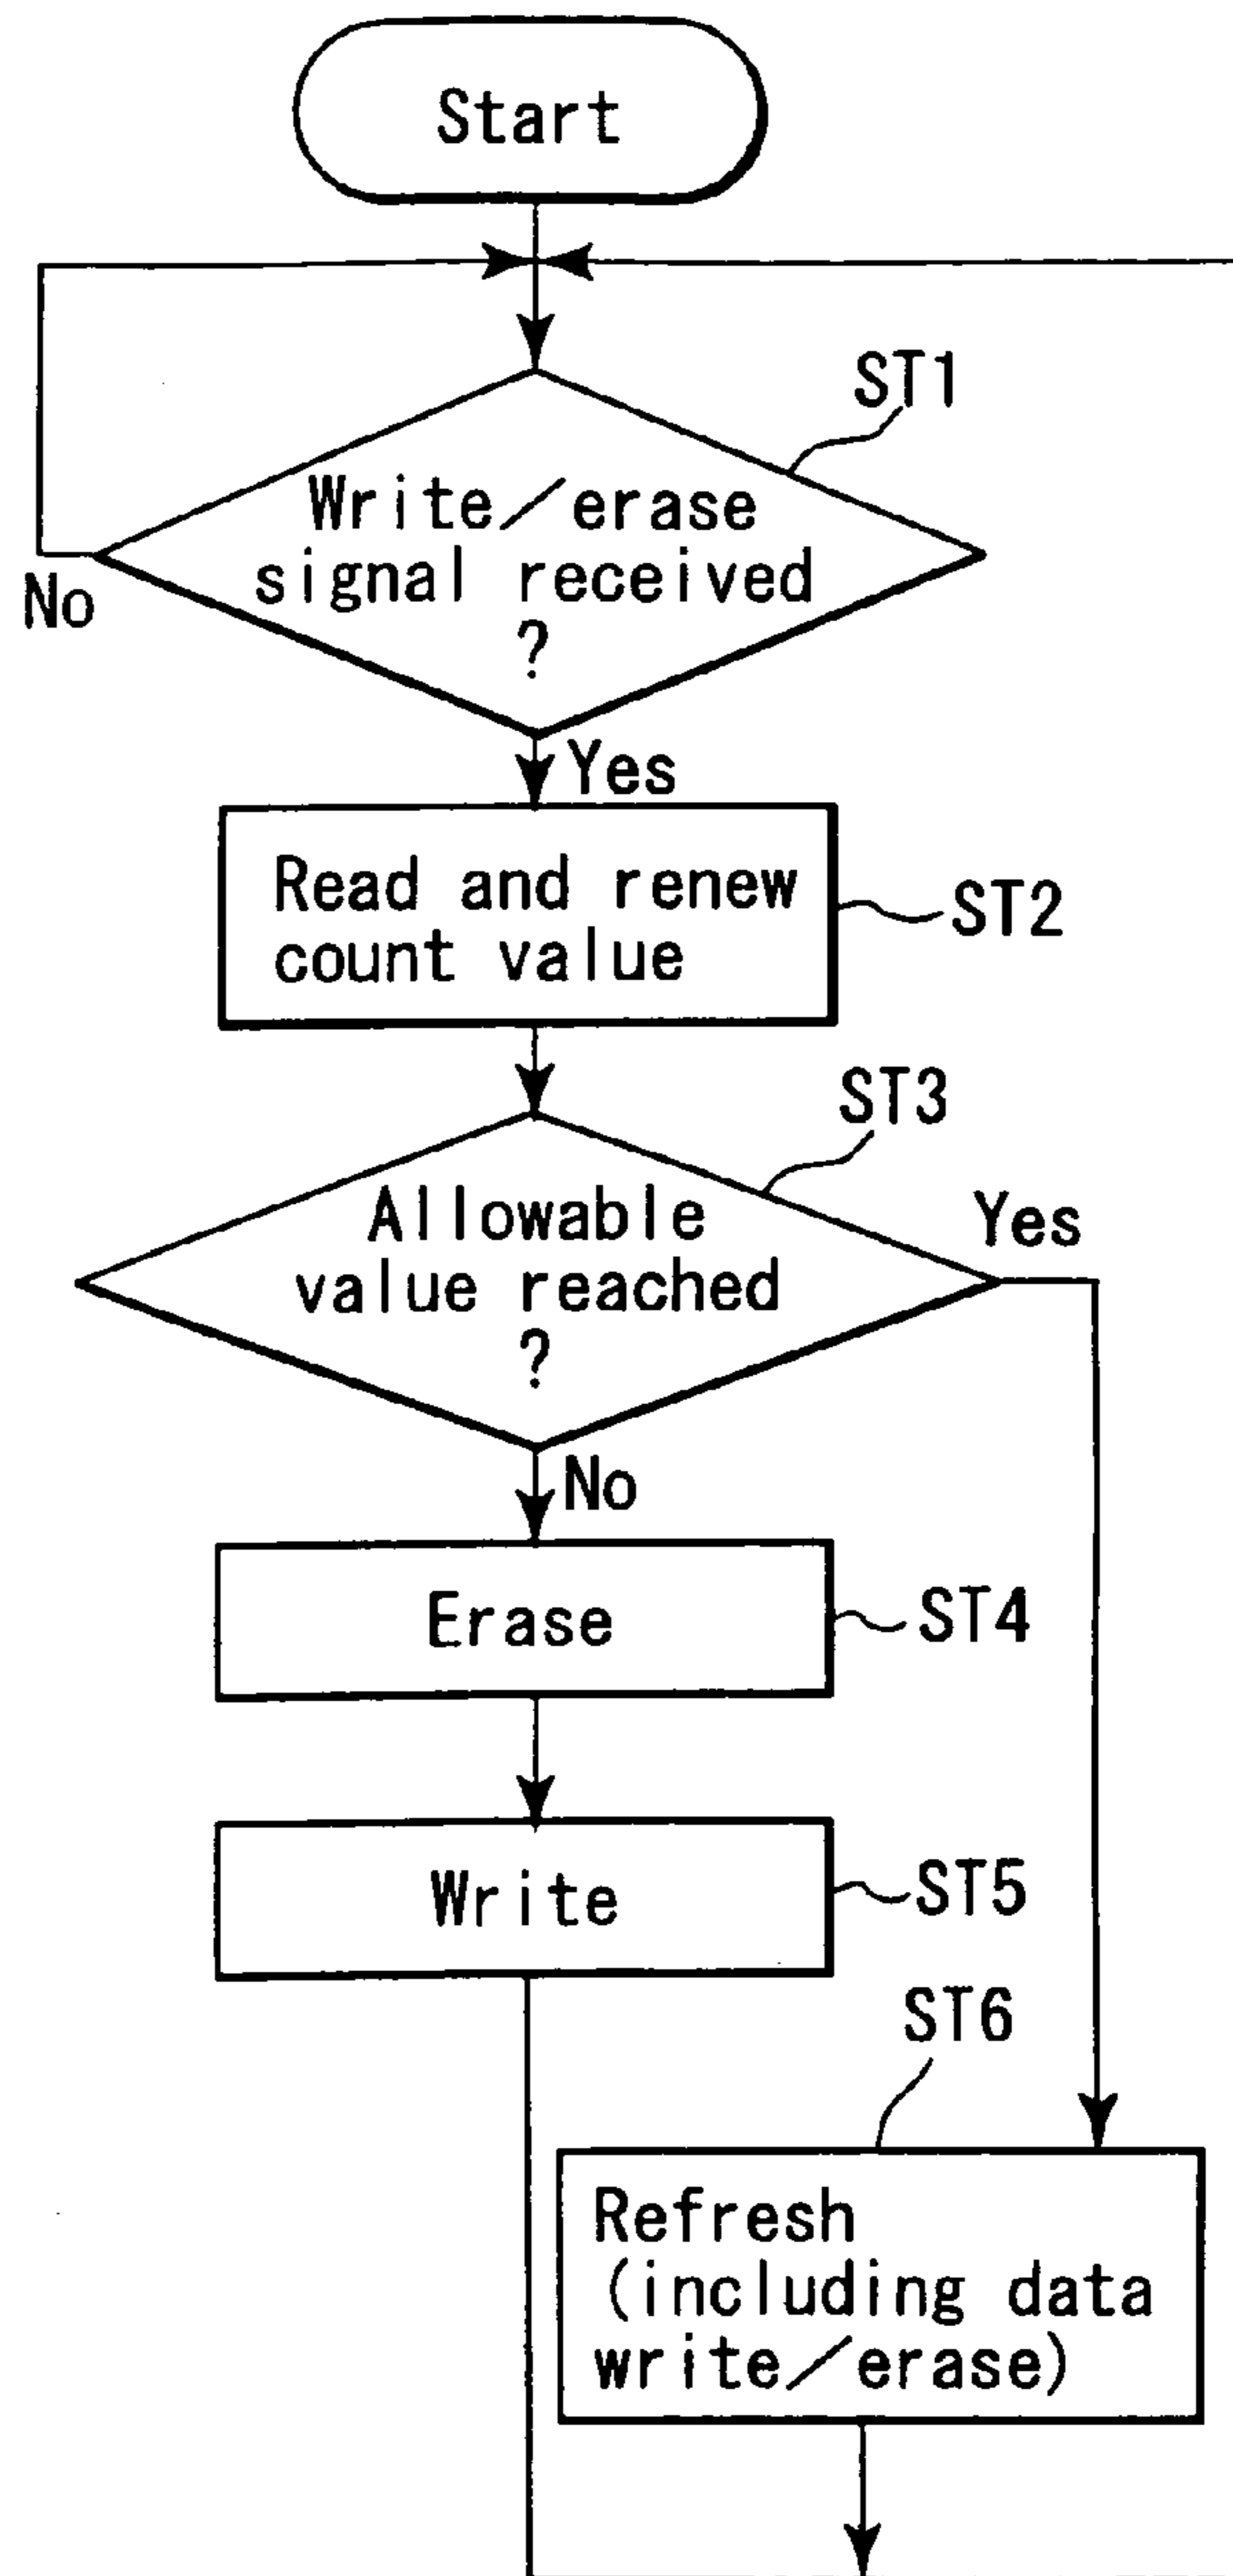 Start
ST1
Write/erase
signal received
?
No
Yes
Read and renew
count value
ST2
ST3
Allowable
value reached
?
Yes
No
Erase
ST4
Write
ST5
ST6
Refresh
(including data
write/erase)